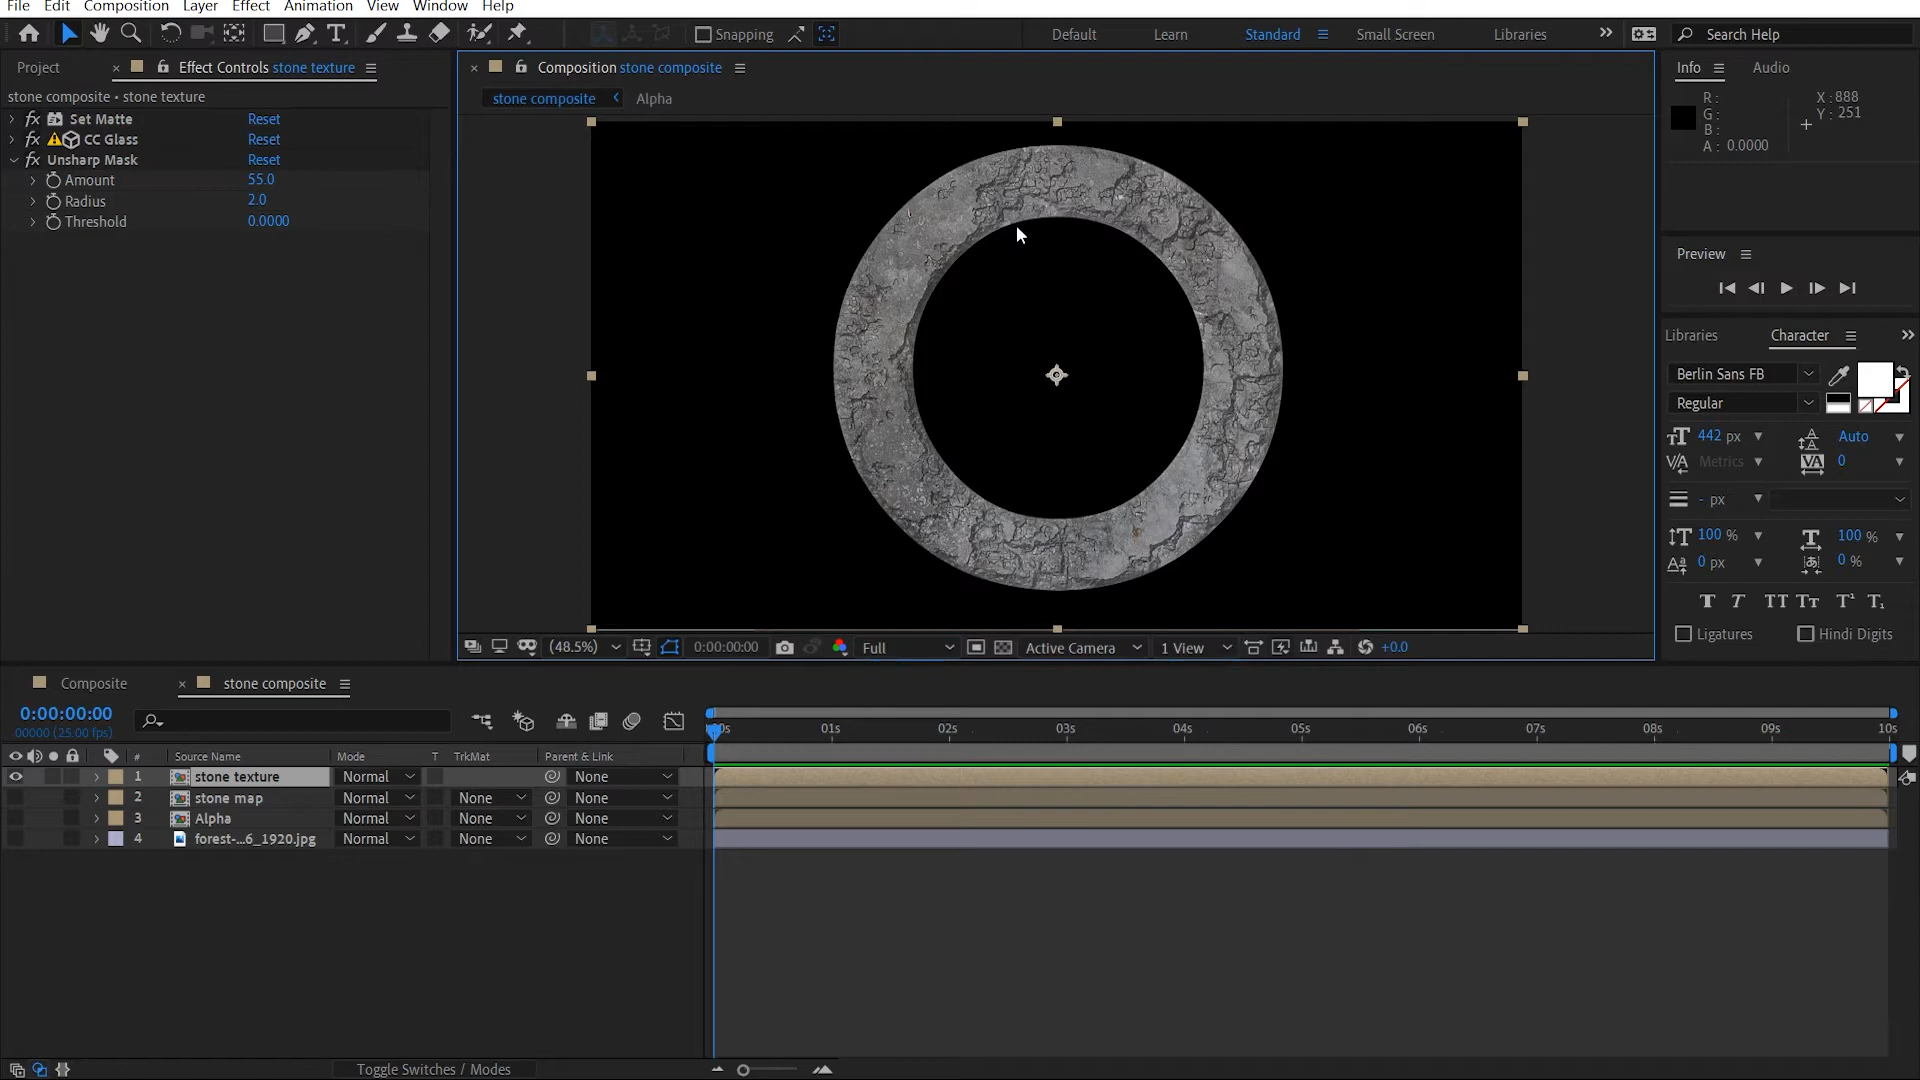 File Edit Composition Layer Effect Animation View Window Help
Snapping
Default Learn Standard Small Screen Libraries
Search Help
Project
Effect Controls stone texture
stone composite • stone texture
fx Set Matte Reset
fx CC Glass Reset
fx Unsharp Mask Reset
Amount 55.0
Radius 2.0
Threshold 0.0000
Composition stone composite
stone composite Alpha
(48.5%) 0:00:00:00 Full Active Camera 1 View +0.0
Info Audio
R :
G :
B :
A : 0.0000
X : 888
Y : 251
Preview
Libraries Character
Berlin Sans FB
Regular
442 px Auto
Metrics 0
- px
100 % 100 %
0 px 0 %
T T TT Tt T¹ T₁
Ligatures Hindi Digits
Composite stone composite
0:00:00:00
00000 (25.00 fps)
# Source Name Mode T TrkMat Parent & Link
1 stone texture Normal None
2 stone map Normal None None
3 Alpha Normal None None
4 forest-...6_1920.jpg Normal None None
01s 02s 03s 04s 05s 06s 07s 08s 09s 10s
Toggle Switches / Modes